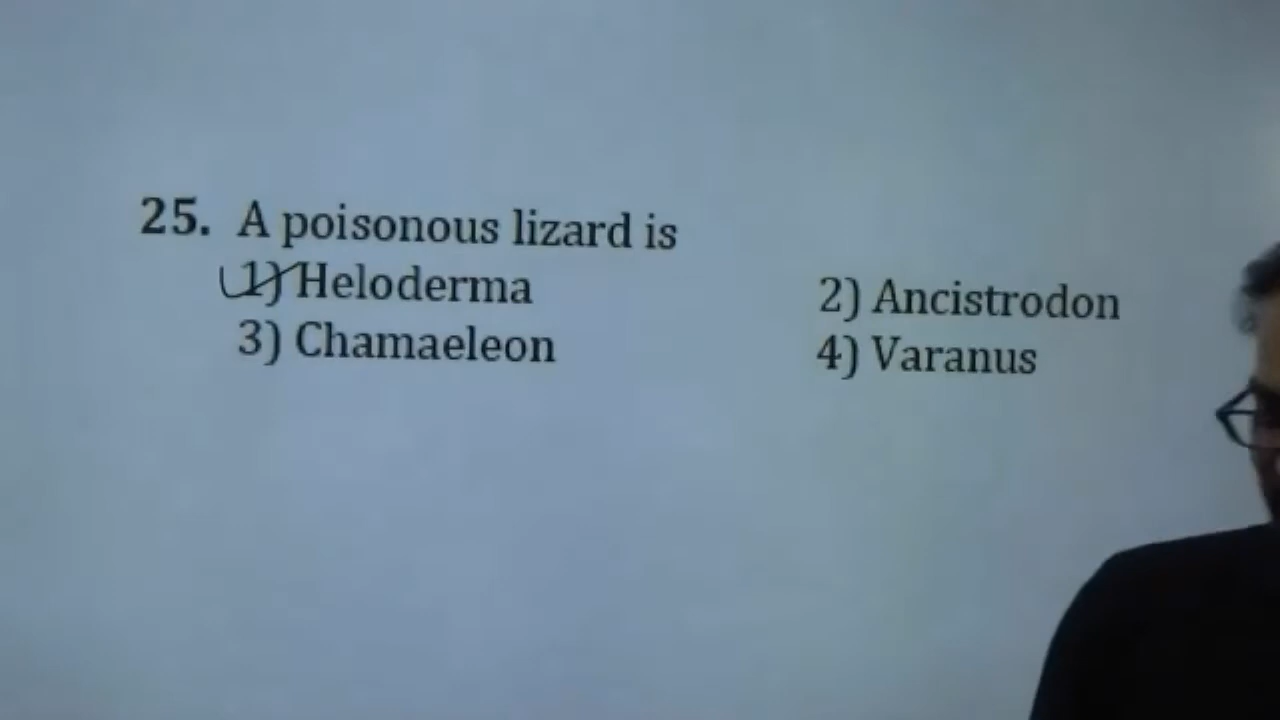 25. A poisonous lizard is
1) Heloderma 2) Ancistrodon
3) Chamaeleon 4) Varanus